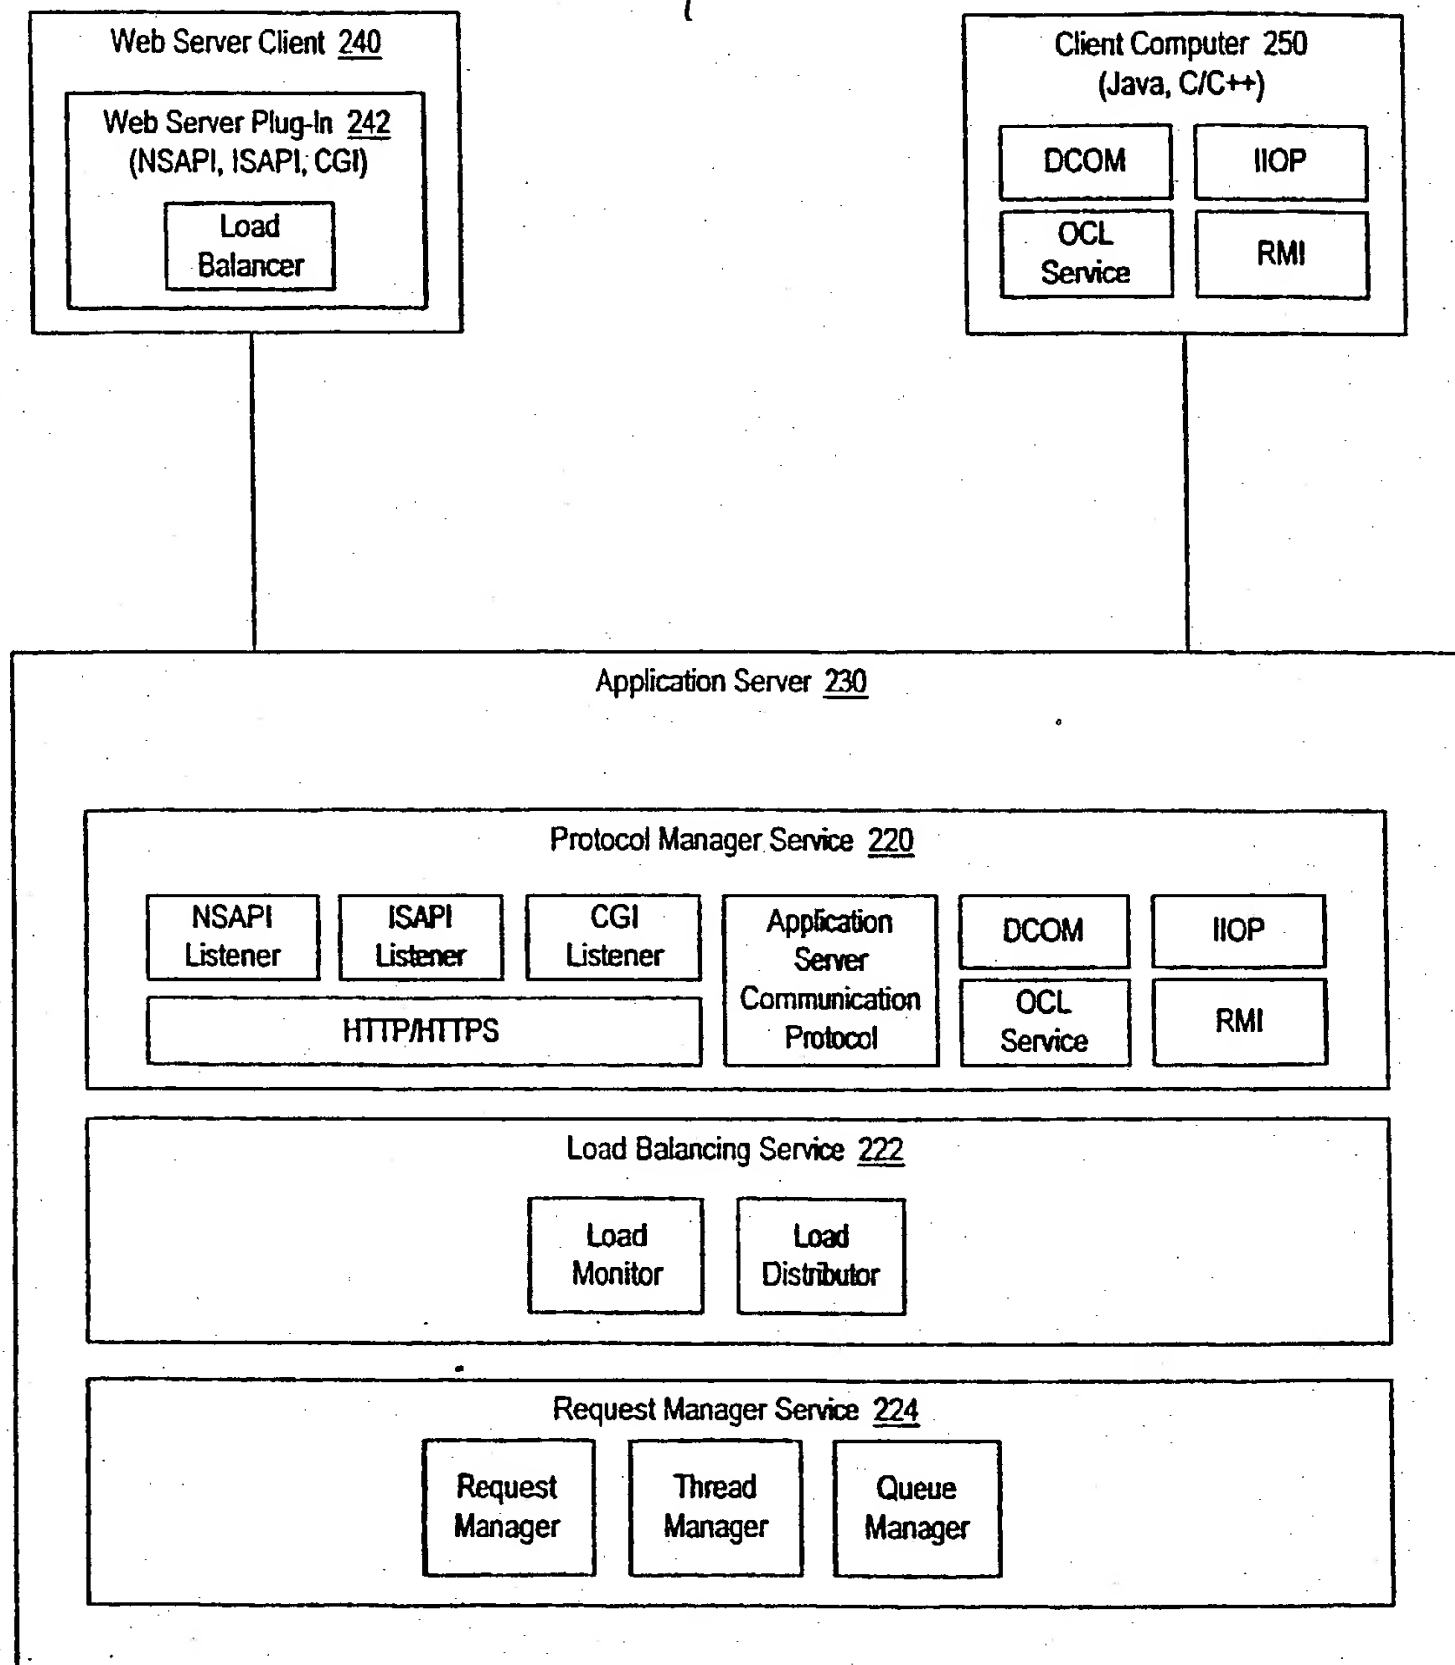 Web Server Client 240
Web Server Plug-In 242
(NSAPI, ISAPI, CGI)
Load
Balancer
Client Computer 250
(Java, C/C++)
DCOM
IIOP
OCL
Service
RMI
Application Server 230
Protocol Manager Service 220
NSAPI
Listener
ISAPI
Listener
CGI
Listener
HTTP/HTTPS
Application
Server
Communication
Protocol
DCOM
IIOP
OCL
Service
RMI
Load Balancing Service 222
Load
Monitor
Load
Distributor
Request Manager Service 224
Request
Manager
Thread
Manager
Queue
Manager